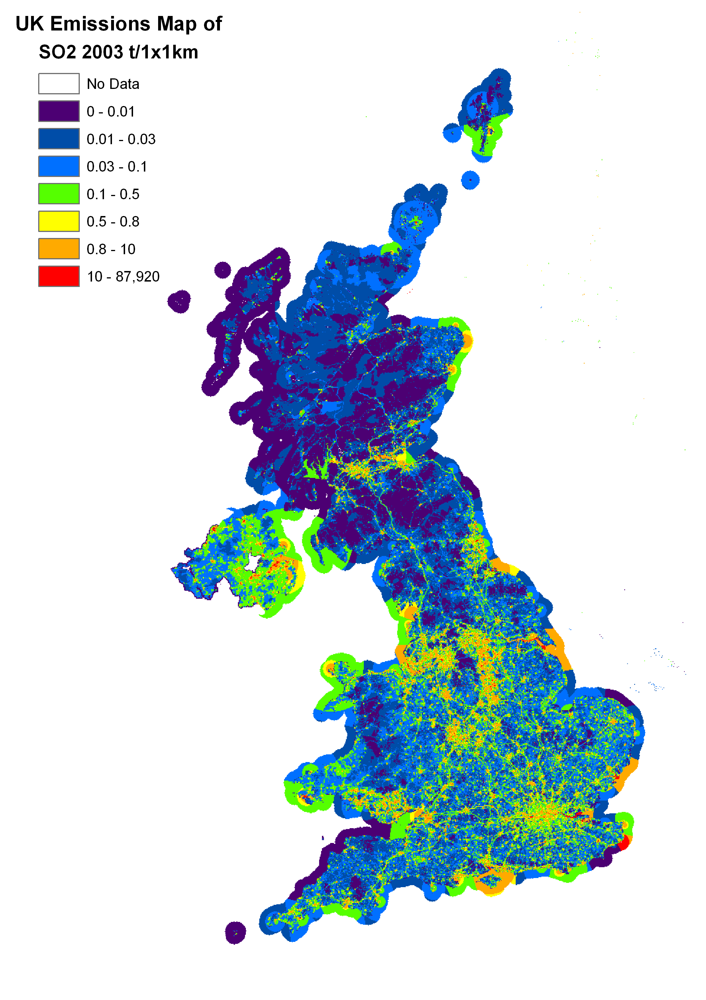 UK Emissions Map of
SO2 2003 t/1x1km
No Data
0 - 0.01
0.01 - 0.03
0.03 - 0.1
0.1 - 0.5
0.5 - 0.8
0.8 - 10
10 - 87,920